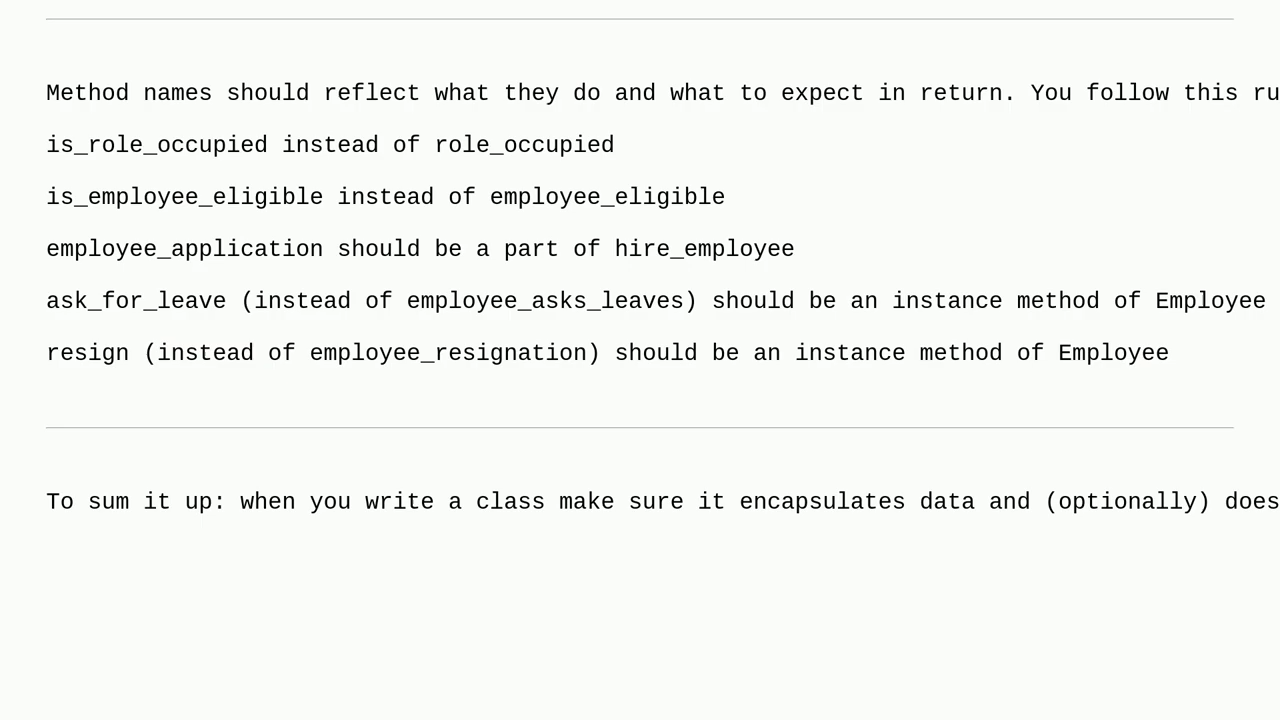 Method names should reflect what they do and what to expect in return. You follow this
is_role_occupied instead of role_occupied
is_employee_eligible instead of employee_eligible
employee_application should be a part of hire_employee
ask_for_leave (instead of employee_asks_leaves) should be an instance method of Employee
resign (instead of employee_resignation) should be an instance method of Employee
To sum it up: when you write a class make sure it encapsulates data and (optionally) does